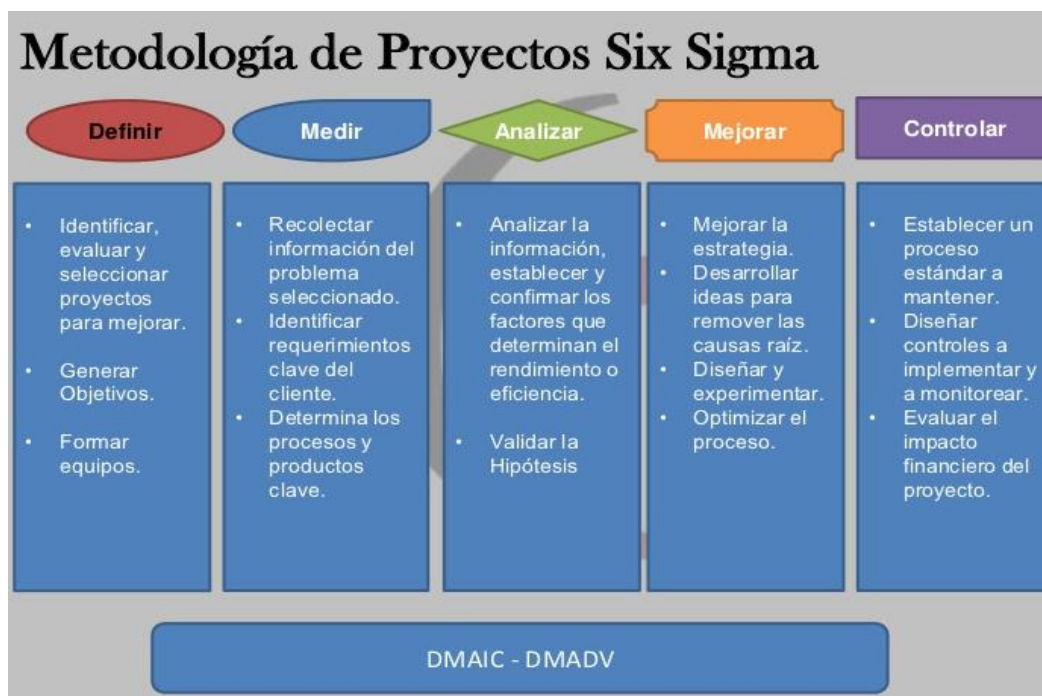 Metodología de Proyectos Six Sigma
Definir
Medir
Analizar
Mejorar
Controlar
• Identificar,
evaluar y
seleccionar
proyectos
para mejorar.
• Generar
Objetivos.
• Formar
equipos.
• Recolectar
información del
problema
seleccionado.
• Identificar
requerimientos
clave del
cliente.
• Determina los
procesos y
productos
clave.
• Analizar la
información,
establecer y
confirmar los
factores que
determinan el
rendimiento o
eficiencia.
• Validar la
Hipótesis
• Mejorar la
estrategia.
• Desarrollar
ideas para
remover las
causas raíz.
• Diseñar y
experimentar.
• Optimizar el
proceso.
• Establecer un
proceso
estándar a
mantener.
• Diseñar
controles a
implementar y
a monitorear.
• Evaluar el
impacto
financiero del
proyecto.
DMAIC - DMADV